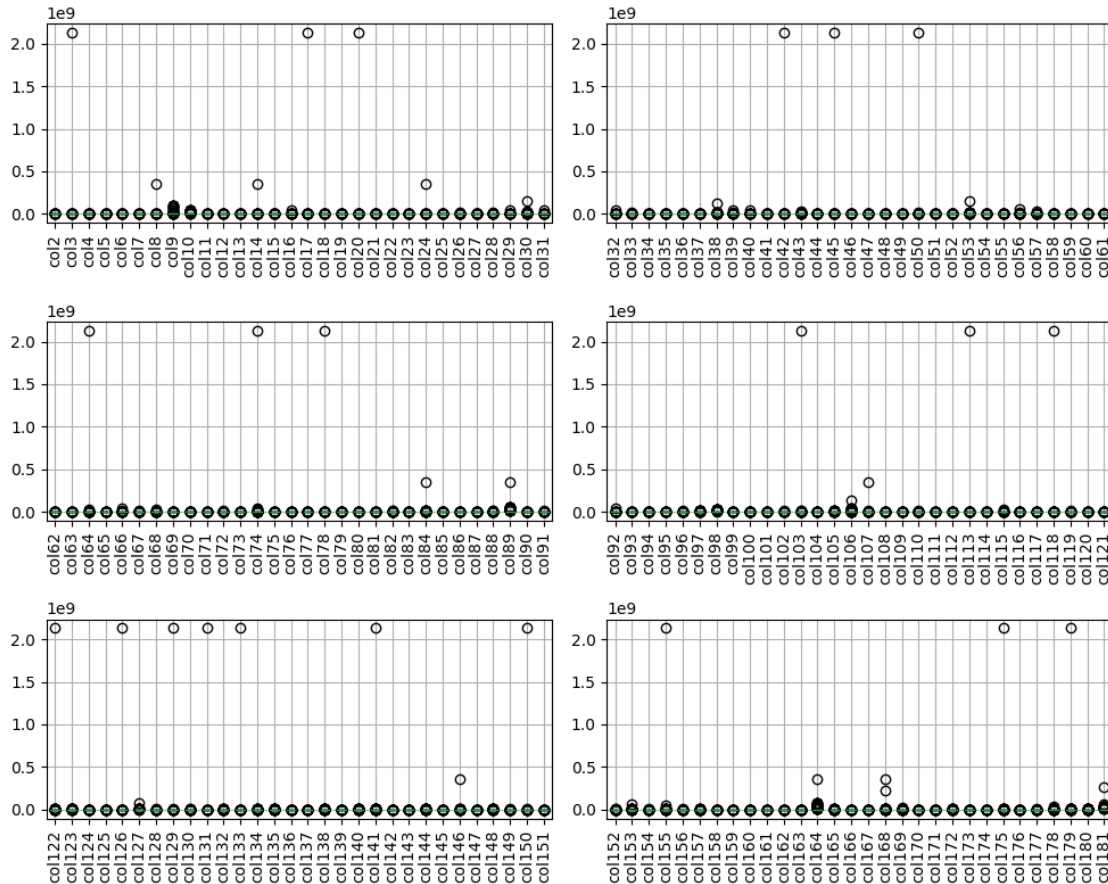 1e9
2.0
1.5
1.0
0.5
0.0
col2 col3 col4 col5 col6 col7 col8 col9 col10 col11 col12 col13 col14 col15 col16 col17 col18 col19 col20 col21 col22 col23 col24 col25 col26 col27 col28 col29 col30 col31
1e9
2.0
1.5
1.0
0.5
0.0
col32 col33 col34 col35 col36 col37 col38 col39 col40 col41 col42 col43 col44 col45 col46 col47 col48 col49 col50 col51 col52 col53 col54 col55 col56 col57 col58 col59 col60 col61
1e9
2.0
1.5
1.0
0.5
0.0
col62 col63 col64 col65 col66 col67 col68 col69 col70 col71 col72 col73 col74 col75 col76 col77 col78 col79 col80 col81 col82 col83 col84 col85 col86 col87 col88 col89 col90 col91
1e9
2.0
1.5
1.0
0.5
0.0
col92 col93 col94 col95 col96 col97 col98 col99 col100 col101 col102 col103 col104 col105 col106 col107 col108 col109 col110 col111 col112 col113 col114 col115 col116 col117 col118 col119 col120 col121
1e9
2.0
1.5
1.0
0.5
0.0
col122 col123 col124 col125 col126 col127 col128 col129 col130 col131 col132 col133 col134 col135 col136 col137 col138 col139 col140 col141 col142 col143 col144 col145 col146 col147 col148 col149 col150 col151
1e9
2.0
1.5
1.0
0.5
0.0
col152 col153 col154 col155 col156 col157 col158 col159 col160 col161 col162 col163 col164 col165 col166 col167 col168 col169 col170 col171 col172 col173 col174 col175 col176 col177 col178 col179 col180 col181